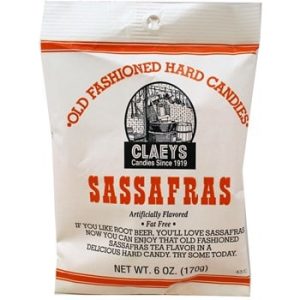 •OLD FASHIONED HARD CANDIES•
CLAEYS
Candies Since 1919
SASSAFRAS
Artificially Flavored
• Fat Free •
IF YOU LIKE ROOT BEER, YOU'LL LOVE SASSAFRAS
NOW YOU CAN ENJOY THAT OLD FASHIONED
SASSAFRAS TEA FLAVOR IN A
DELICIOUS HARD CANDY. TRY SOME TODAY.
NET WT. 6 OZ. (170g)